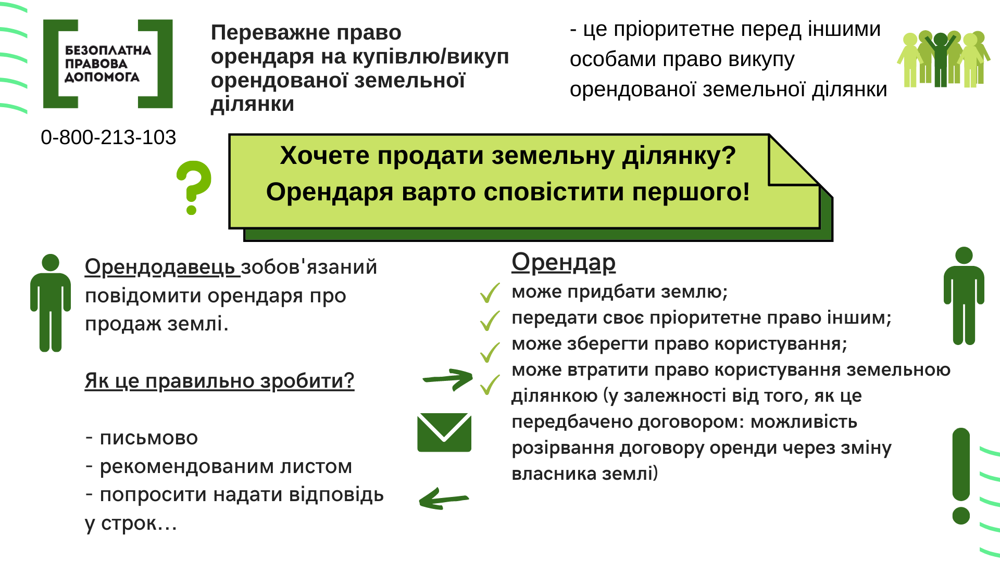 БЕЗОПЛАТНА
ПРАВОВА
ДОПОМОГА
0-800-213-103
Переважне право
орендаря на купівлю/викуп
орендованої земельної
ділянки
- це пріоритетне перед іншими
особами право викупу
орендованої земельної ділянки
Хочете продати земельну ділянку?
Орендаря варто сповістити першого!
Орендодавець зобов'язаний
повідомити орендаря про
продаж землі.
Як це правильно зробити?
- письмово
- рекомендованим листом
- попросити надати відповідь
у строк...
Орендар
може придбати землю;
передати своє пріоритетне право іншим;
може зберегти право користування;
може втратити право користування земельною
ділянкою (у залежності від того, як це
передбачено договором: можливість
розірвання договору оренди через зміну
власника землі)